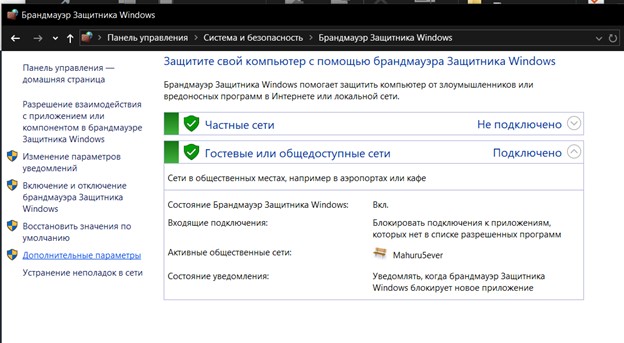 Брандмауэр Защитника Windows
Панель управления > Система и безопасность > Брандмауэр Защитника Windows
Панель управления —
домашняя страница
Разрешение взаимодействия
с приложением или
компонентом в брандмауэре
Защитника Windows
Изменение параметров
уведомлений
Включение и отключение
брандмауэра Защитника
Windows
Восстановить значения по
умолчанию
Дополнительные параметры
Устранение неполадок в сети
Защитите свой компьютер с помощью брандмауэра Защитника Windows
Брандмауэр Защитника Windows помогает защитить компьютер от злоумышленников или
вредоносных программ в Интернете или локальной сети.
Частные сети Не подключено
Гостевые или общедоступные сети Подключено
Сети в общественных местах, например в аэропортах или кафе
Состояние Брандмауэр Защитника Windows: Вкл.
Входящие подключения: Блокировать подключения к приложениям,
которых нет в списке разрешенных программ
Активные общественные сети: Mahuru5ever
Состояние уведомления: Уведомлять, когда брандмауэр Защитника
Windows блокирует новое приложение